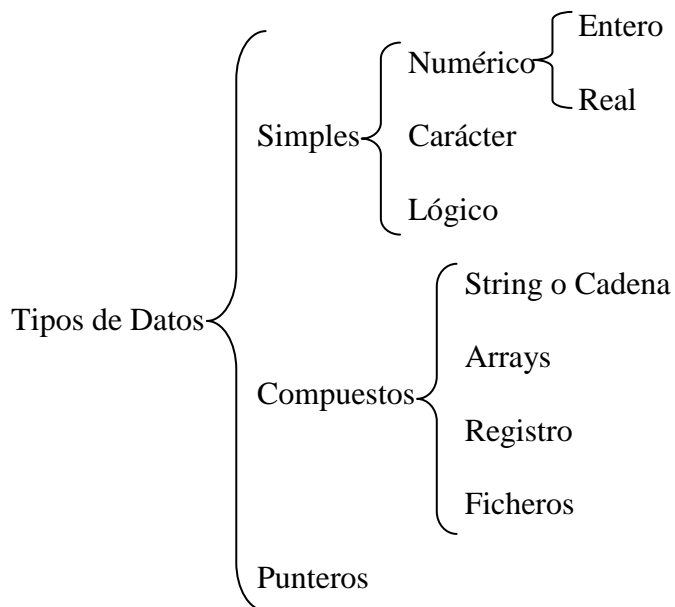 Tipos de Datos
Simples
Numérico
Entero
Real
Carácter
Lógico
Compuestos
String o Cadena
Arrays
Registro
Ficheros
Punteros